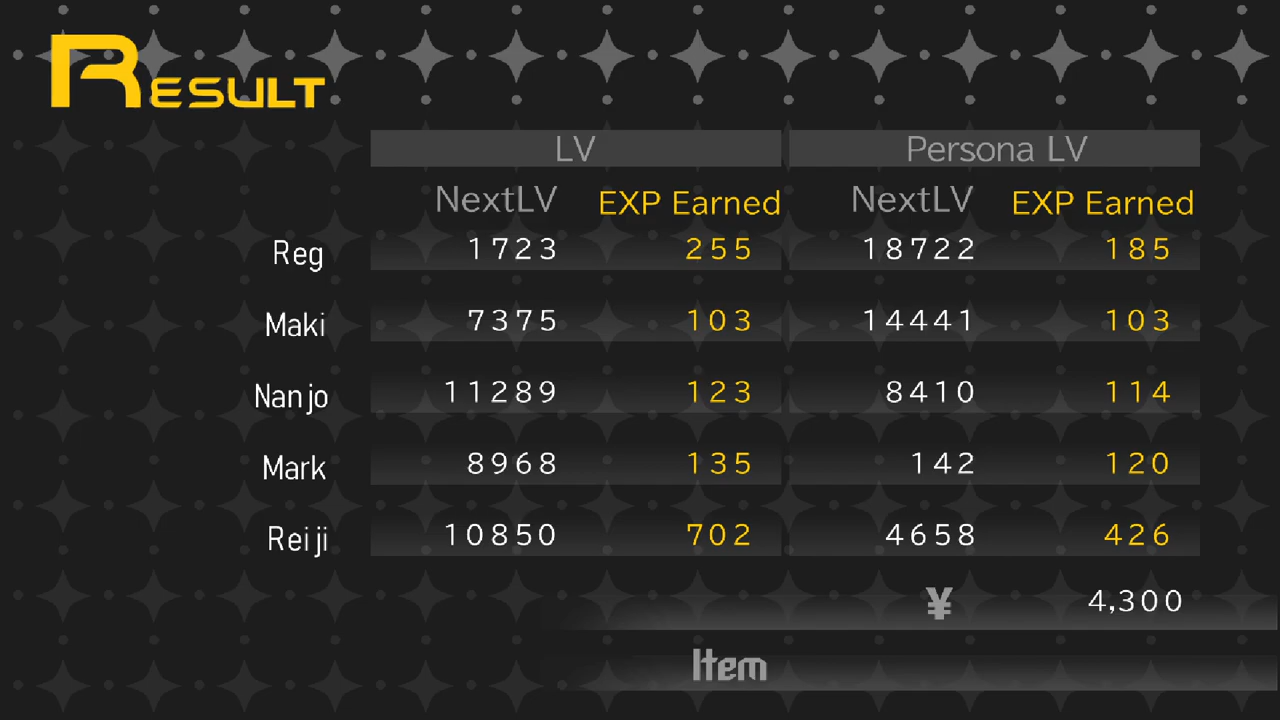 RESULT
LV Persona LV
NextLV EXP Earned NextLV EXP Earned
Reg 1723 255 18722 185
Maki 7375 103 14441 103
Nanjo 11289 123 8410 114
Mark 8968 135 142 120
Reiji 10850 702 4658 426
¥ 4,300
Item